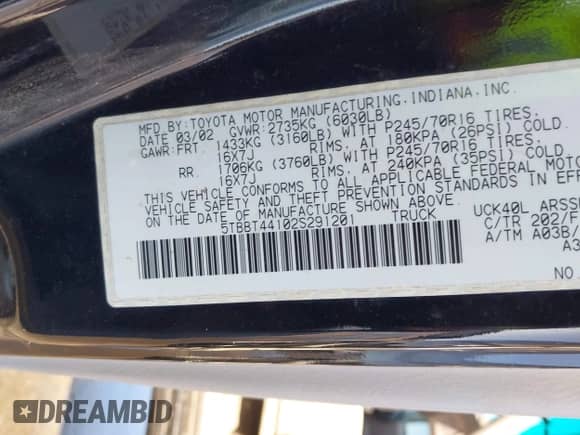 MFD.BY:TOYOTA MOTOR MANUFACTURING.INDIANA.INC.
DATE 03/02 GVWR:2735KG (6030LB)
GAWR:FRT 1433KG (3160LB) WITH P245/70R16 TIRES.
16X7J RIMS. AT 180KPA (26PSI) COLD.
RR. 1706KG (3760LB) WITH P245/70R16 TIRES.
16X7J RIMS. AT 240KPA (35PSI) COLD.
THIS VEHICLE CONFORMS TO ALL APPLICABLE FEDERAL MOTOR
VEHICLE SAFETY AND THEFT PREVENTION STANDARDS IN EFF
ON THE DATE OF MANUFACTURE SHOWN ABOVE.
5TBBT44102S291201 TRUCK
UCK40L
C/TR 202/F
A/TM A03B/
A3
NO
DREAMBID